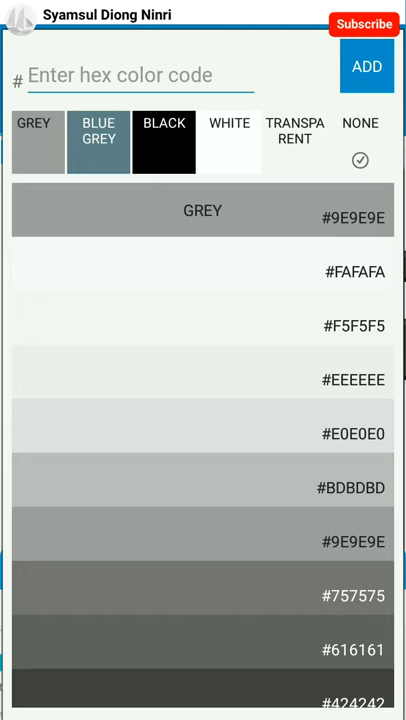 Syamsul Diong Ninri
Subscribe
# Enter hex color code
ADD
GREY
BLUE
GREY
BLACK
WHITE
TRANSPA
RENT
NONE
GREY
#9E9E9E
#FAFAFA
#F5F5F5
#EEEEEE
#E0E0E0
#BDBDBD
#9E9E9E
#757575
#616161
#424242